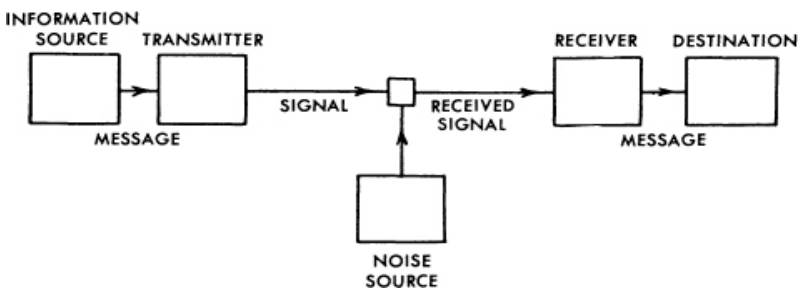 INFORMATION
SOURCE
TRANSMITTER
RECEIVER
DESTINATION
SIGNAL
RECEIVED
SIGNAL
MESSAGE
MESSAGE
NOISE
SOURCE